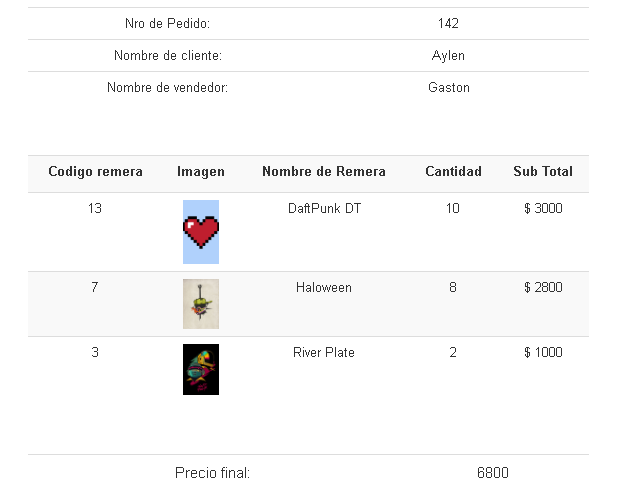 Nro de Pedido: 142
Nombre de cliente: Aylen
Nombre de vendedor: Gaston
Codigo remera Imagen Nombre de Remera Cantidad Sub Total
13 DaftPunk DT 10 $ 3000
7 Haloween 8 $ 2800
3 River Plate 2 $ 1000
Precio final: 6800